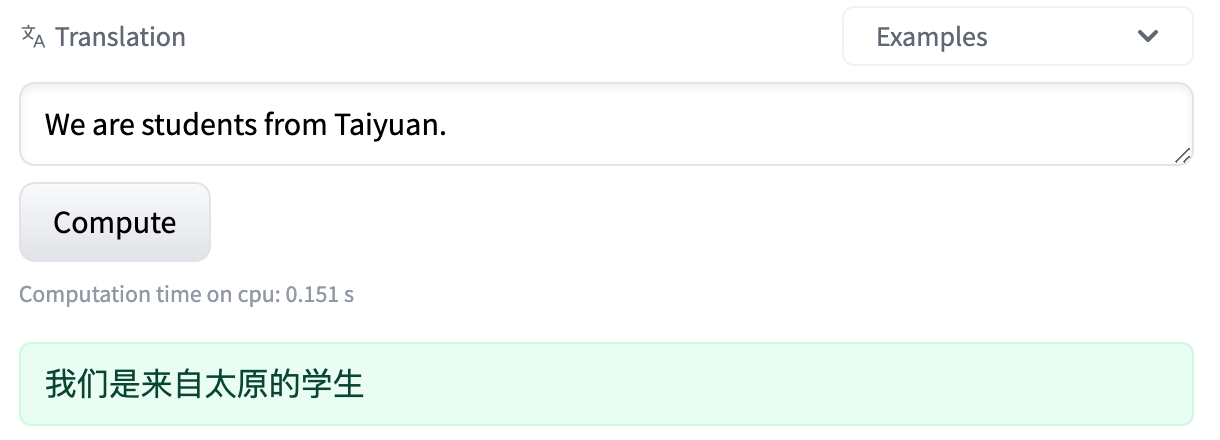 Translation
Examples
We are students from Taiyuan.
Compute
Computation time on cpu: 0.151 s
我们是来自太原的学生